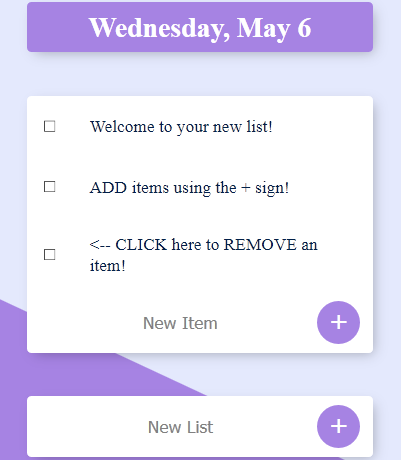 Wednesday, May 6
Welcome to your new list!
ADD items using the + sign!
<-- CLICK here to REMOVE an
item!
New Item
+
New List
+